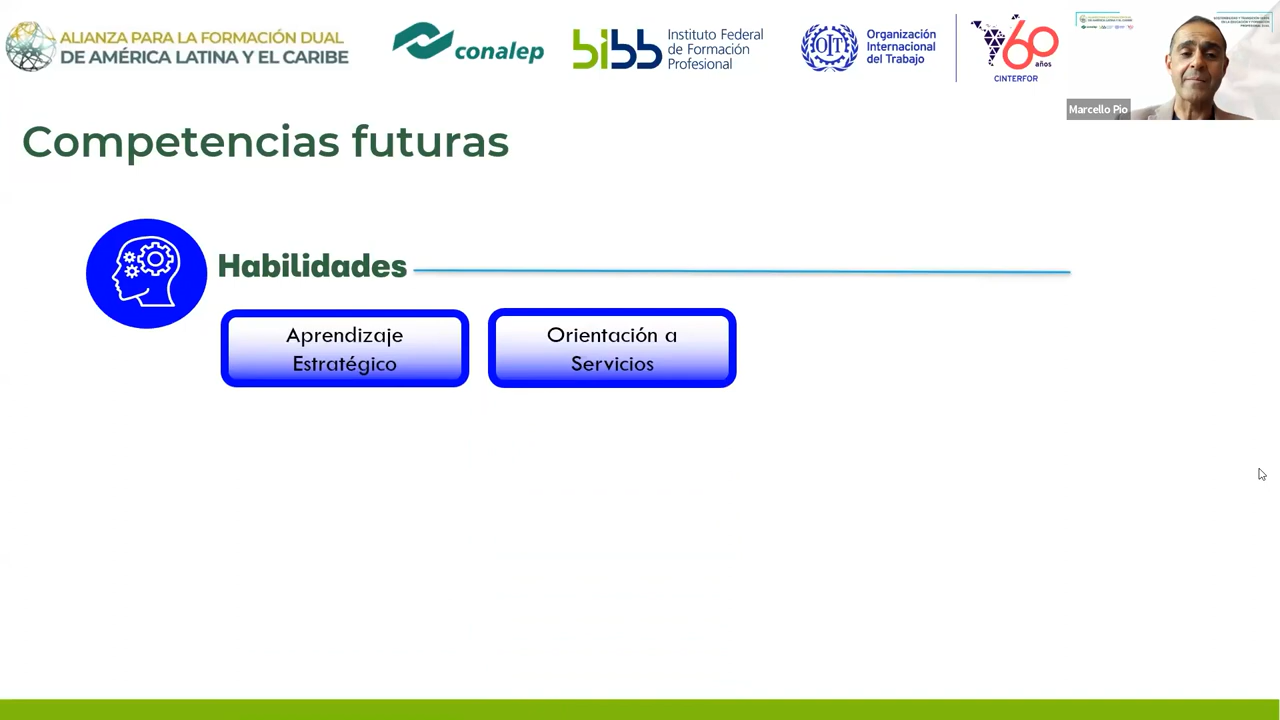 ALIANZA PARA LA FORMACIÓN DUAL
DE AMÉRICA LATINA Y EL CARIBE
conalep
bibb
Instituto Federal
de Formación
Profesional
Organización
Internacional
del Trabajo
60
años
CINTERFOR
Marcello Pio
Competencias futuras
Habilidades
Aprendizaje
Estratégico
Orientación a
Servicios